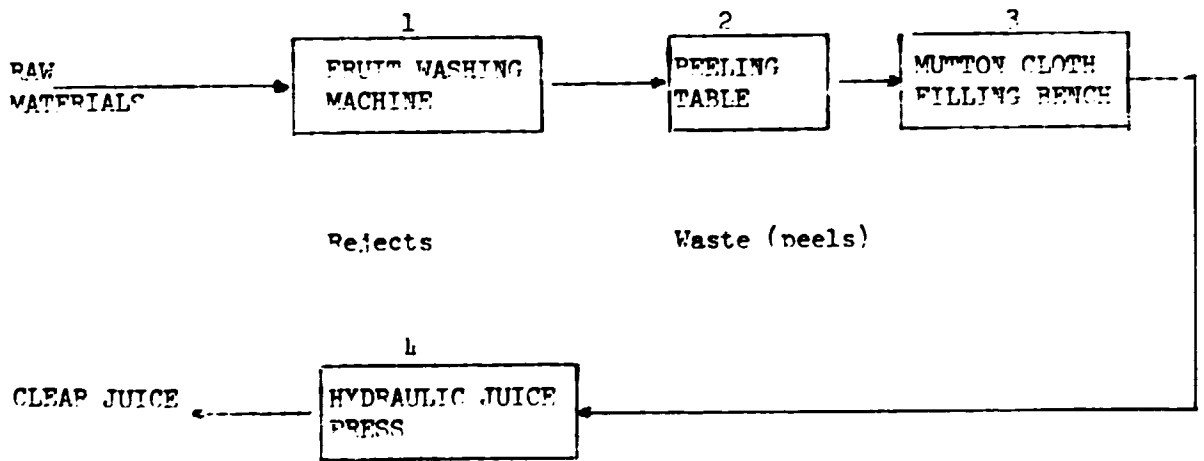 1
2
3
RAW
MATERIALS
FRUIT WASHING
MACHINE
PEELING
TABLE
MUTTON CLOTH
FILLING BENCH
Rejects
Waste (peels)
4
CLEAR JUICE
HYDRAULIC JUICE
PRESS